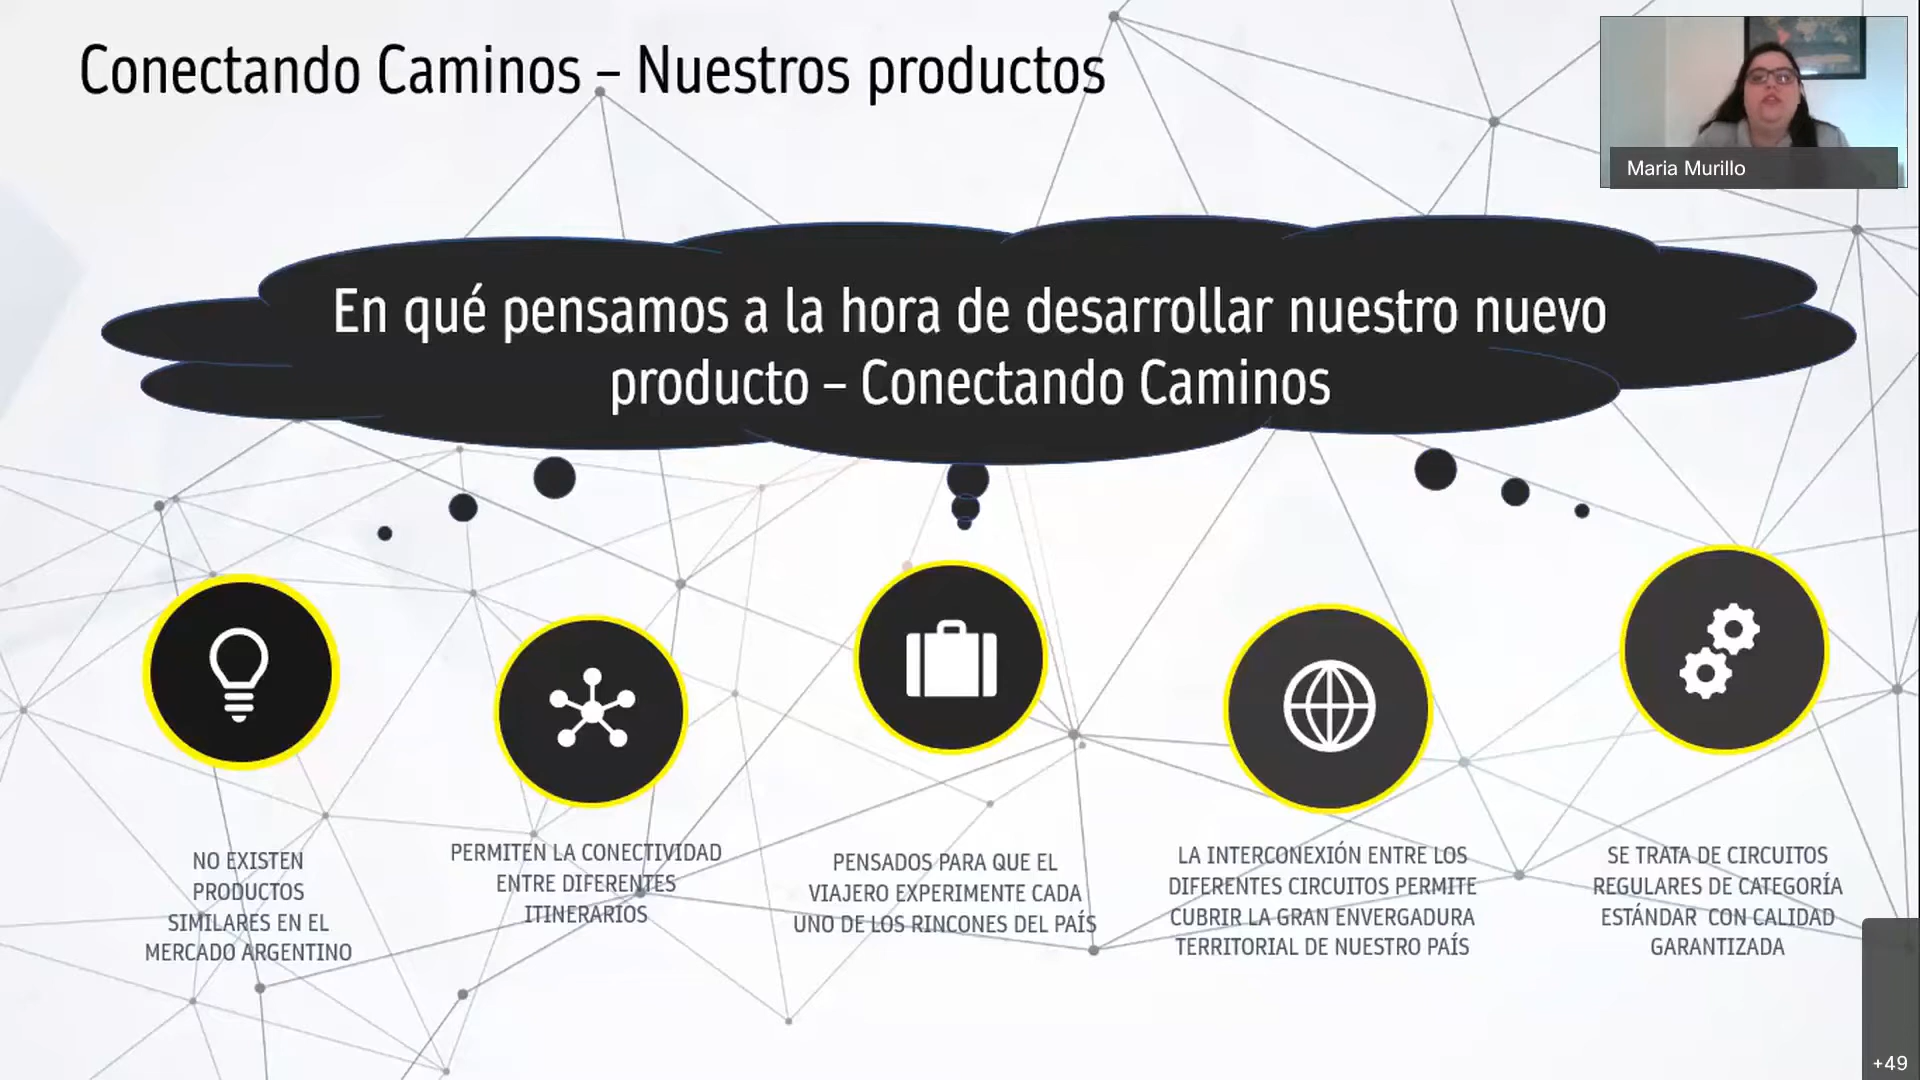 Conectando Caminos – Nuestros productos
Maria Murillo
En qué pensamos a la hora de desarrollar nuestro nuevo
producto – Conectando Caminos
NO EXISTEN
PRODUCTOS
SIMILARES EN EL
MERCADO ARGENTINO
PERMITEN LA CONECTIVIDAD
ENTRE DIFERENTES
ITINERARIOS
PENSADOS PARA QUE EL
VIAJERO EXPERIMENTE CADA
UNO DE LOS RINCONES DEL PAÍS
LA INTERCONEXIÓN ENTRE LOS
DIFERENTES CIRCUITOS PERMITE
CUBRIR LA GRAN ENVERGADURA
TERRITORIAL DE NUESTRO PAÍS
SE TRATA DE CIRCUITOS
REGULARES DE CATEGORÍA
ESTÁNDAR CON CALIDAD
GARANTIZADA
+49